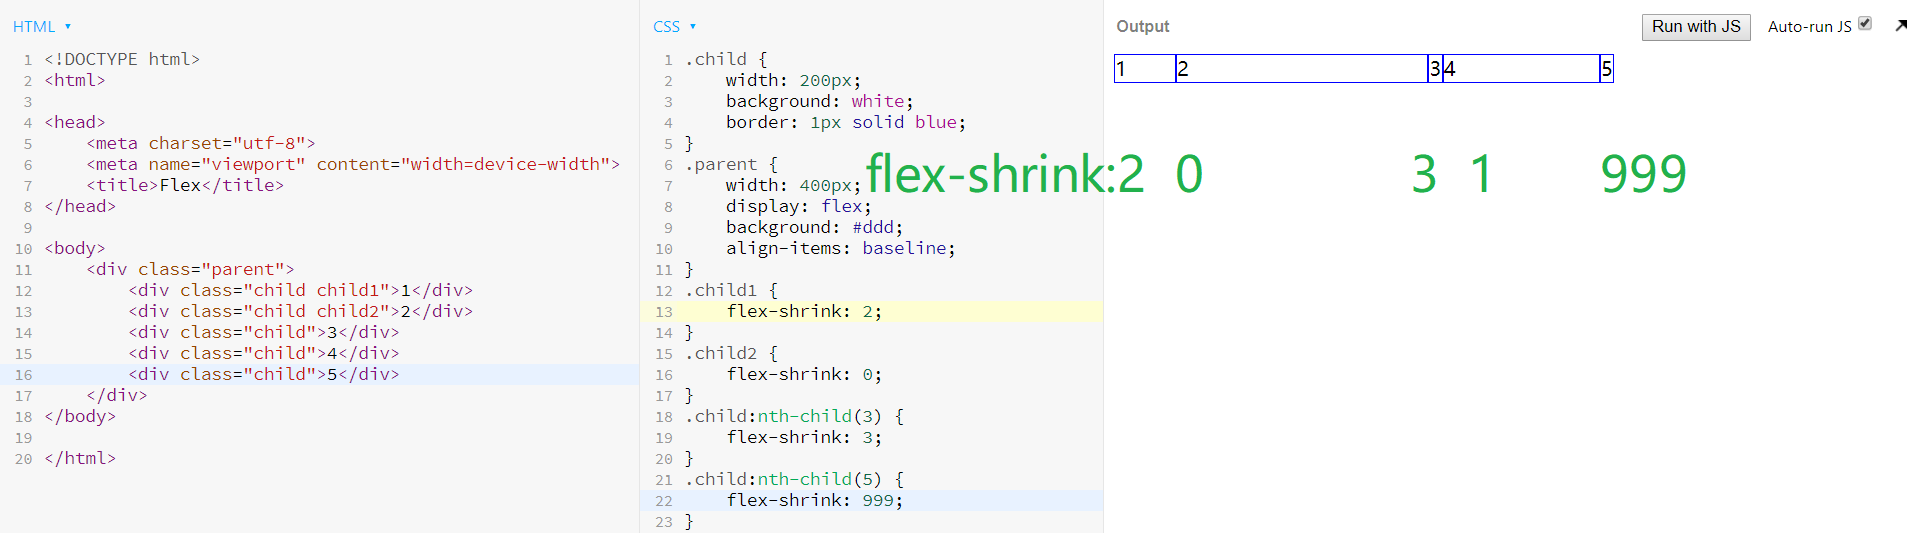 HTML ▼
1 <!DOCTYPE html>
2 <html>
3
4 <head>
5 <meta charset="utf-8">
6 <meta name="viewport" content="width=device-width">
7 <title>Flex</title>
8 </head>
9
10 <body>
11 <div class="parent">
12 <div class="child child1">1</div>
13 <div class="child child2">2</div>
14 <div class="child">3</div>
15 <div class="child">4</div>
16 <div class="child">5</div>
17 </div>
18 </body>
19
20 </html>
CSS ▼
1 .child {
2 width: 200px;
3 background: white;
4 border: 1px solid blue;
5 }
6 .parent {
7 width: 400px;
8 display: flex;
9 background: #ddd;
10 align-items: baseline;
11 }
12 .child1 {
13 flex-shrink: 2;
14 }
15 .child2 {
16 flex-shrink: 0;
17 }
18 .child:nth-child(3) {
19 flex-shrink: 3;
20 }
21 .child:nth-child(5) {
22 flex-shrink: 999;
23 }
Output Run with JS Auto-run JS
1 2 3 4 5
flex-shrink:2 0 3 1 999